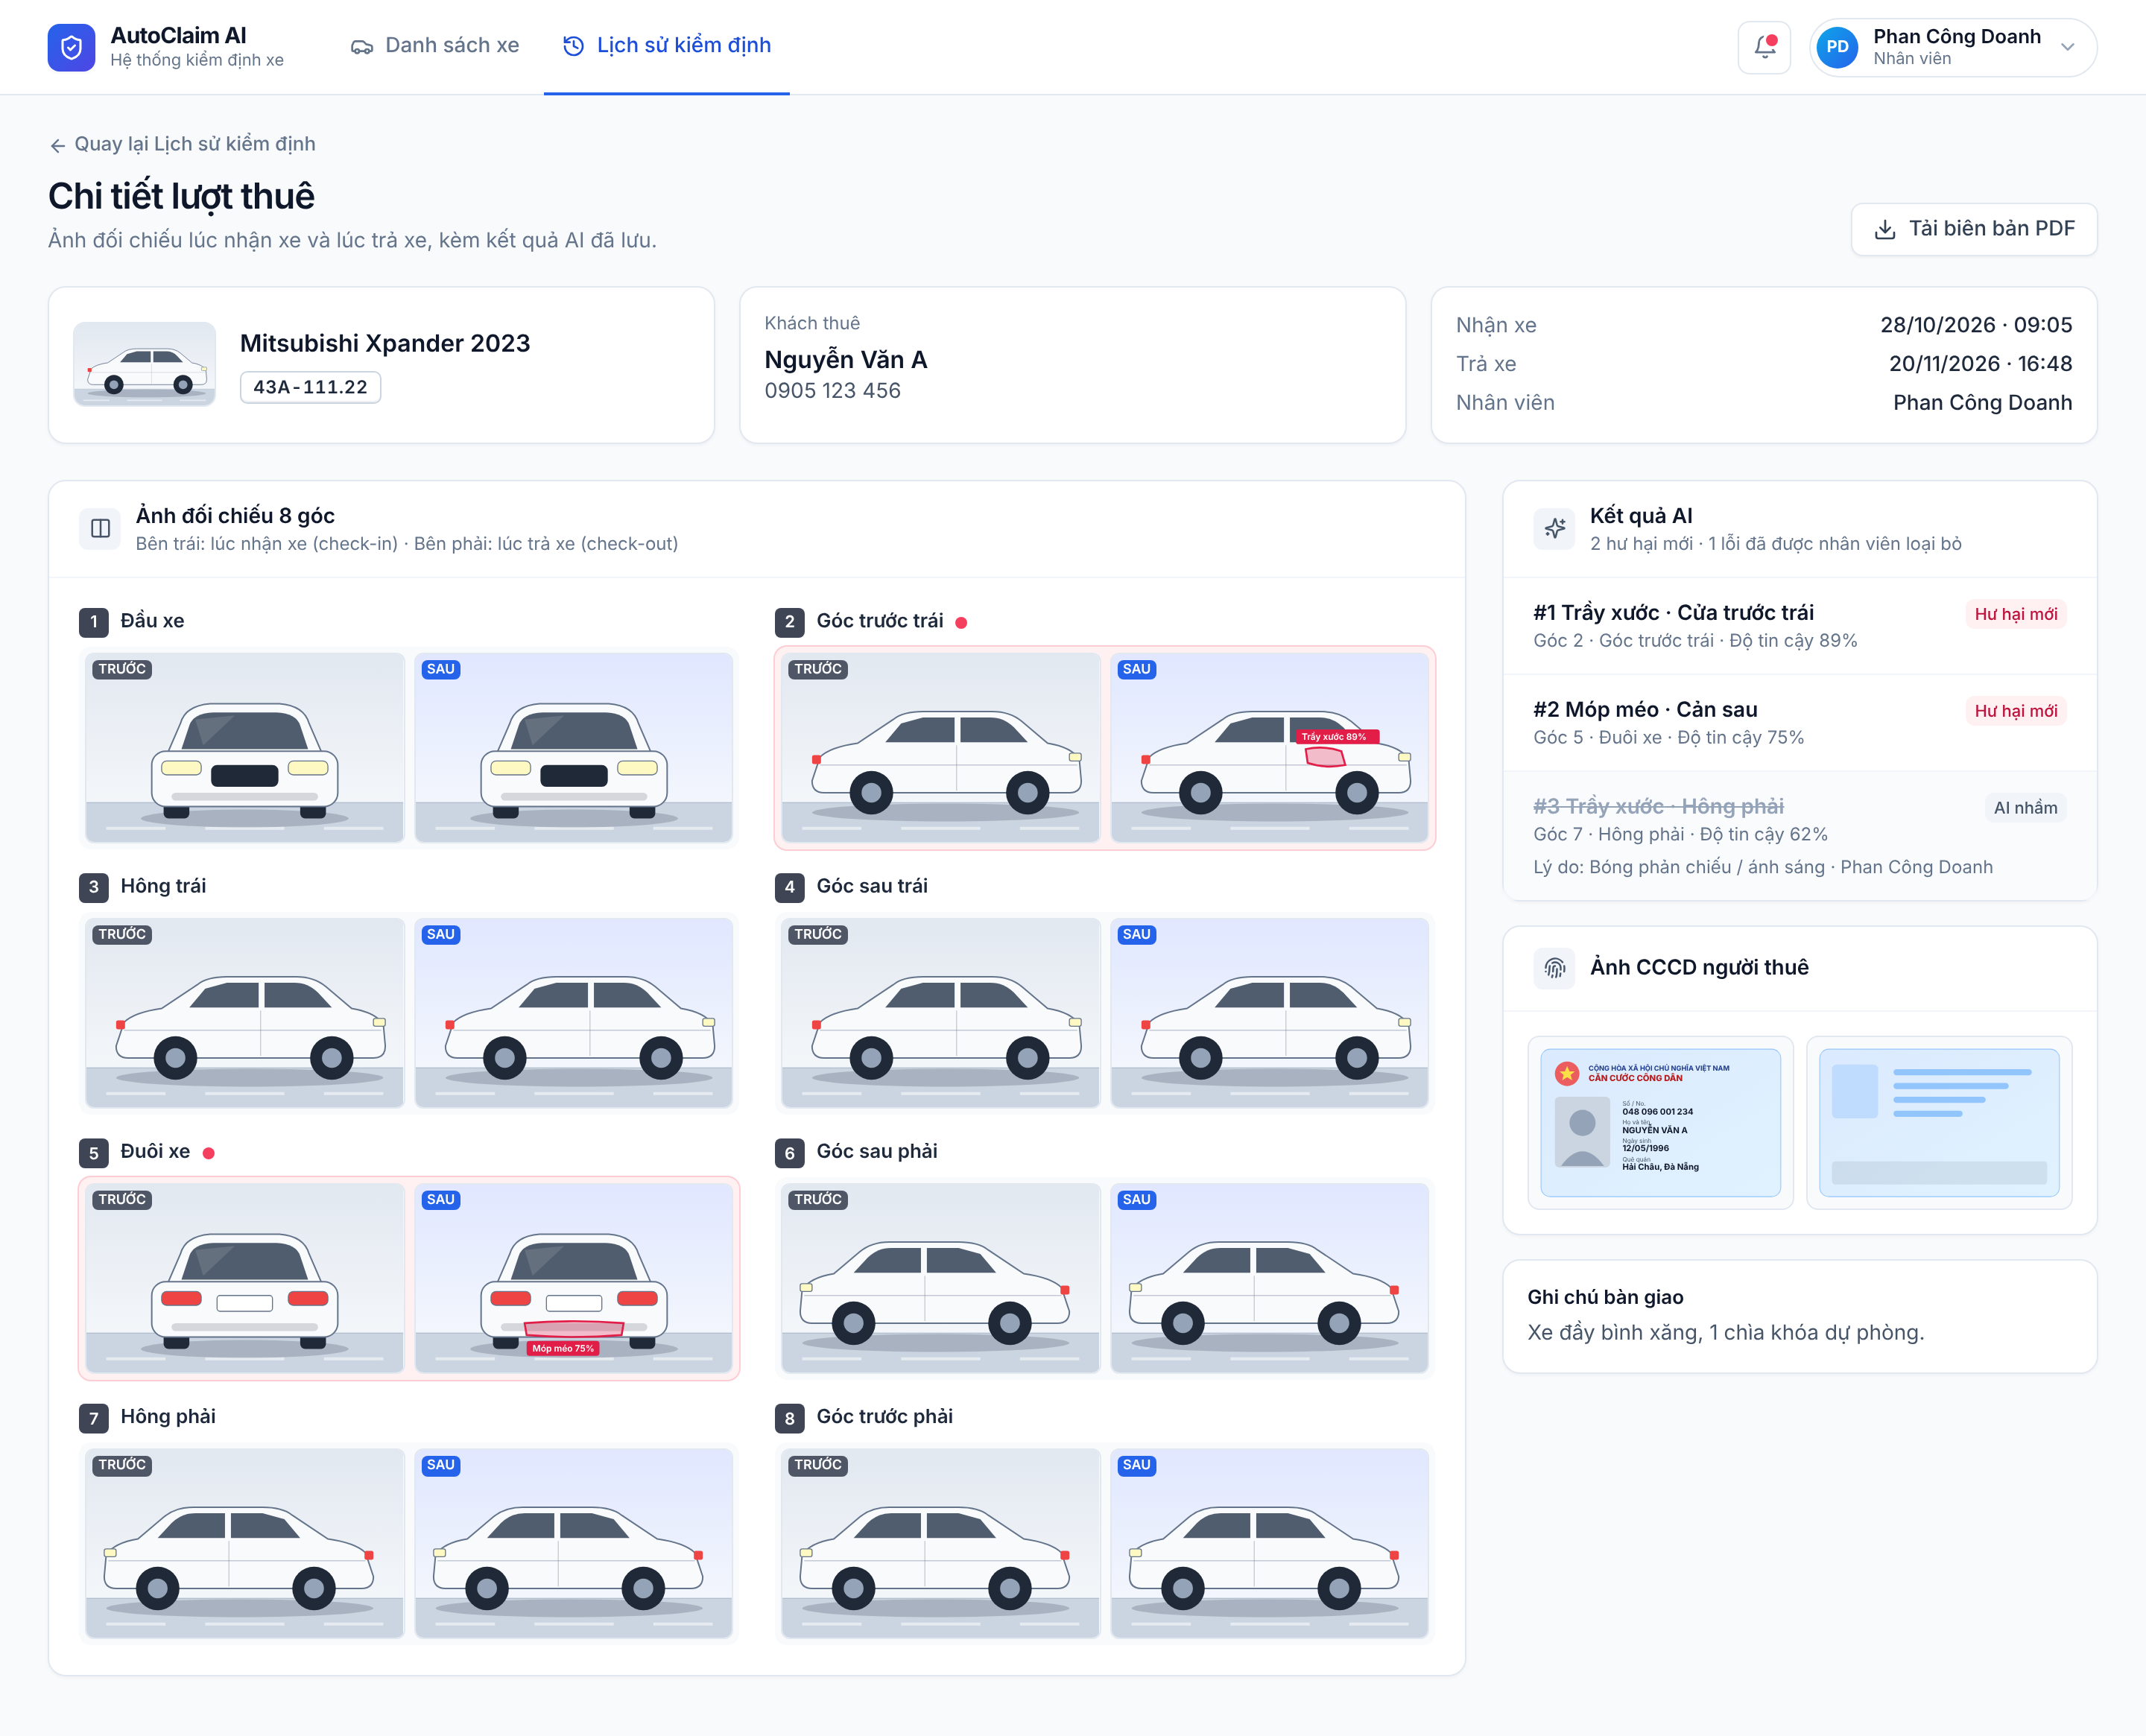 AutoClaim AI
Hệ thống kiểm định xe
Danh sách xe
Lịch sử kiểm định
PD
Phan Công Doanh
Nhân viên
Quay lại Lịch sử kiểm định
Chi tiết lượt thuê
Ảnh đối chiếu lúc nhận xe và lúc trả xe, kèm kết quả AI đã lưu.
Tải biên bản PDF
Mitsubishi Xpander 2023
43A-111.22
Khách thuê
Nguyễn Văn A
0905 123 456
Nhận xe 28/10/2026 · 09:05
Trả xe 20/11/2026 · 16:48
Nhân viên Phan Công Doanh
Ảnh đối chiếu 8 góc
Bên trái: lúc nhận xe (check-in) · Bên phải: lúc trả xe (check-out)
1 Đầu xe
TRƯỚC
SAU
2 Góc trước trái
TRƯỚC
SAU
Trầy xước 89%
3 Hông trái
TRƯỚC
SAU
4 Góc sau trái
TRƯỚC
SAU
5 Đuôi xe
TRƯỚC
SAU
Móp méo 75%
6 Góc sau phải
TRƯỚC
SAU
7 Hông phải
TRƯỚC
SAU
8 Góc trước phải
TRƯỚC
SAU
Kết quả AI
2 hư hại mới · 1 lỗi đã được nhân viên loại bỏ
#1 Trầy xước · Cửa trước trái
Hư hại mới
Góc 2 · Góc trước trái · Độ tin cậy 89%
#2 Móp méo · Cản sau
Hư hại mới
Góc 5 · Đuôi xe · Độ tin cậy 75%
#3 Trầy xước · Hông phải
AI nhầm
Góc 7 · Hông phải · Độ tin cậy 62%
Lý do: Bóng phản chiếu / ánh sáng · Phan Công Doanh
Ảnh CCCD người thuê
CỘNG HÒA XÃ HỘI CHỦ NGHĨA VIỆT NAM
CĂN CƯỚC CÔNG DÂN
Số / No.
048 096 001 234
Họ và tên
NGUYỄN VĂN A
Ngày sinh
12/05/1996
Quê quán
Hải Châu, Đà Nẵng
Ghi chú bàn giao
Xe đầy bình xăng, 1 chìa khóa dự phòng.